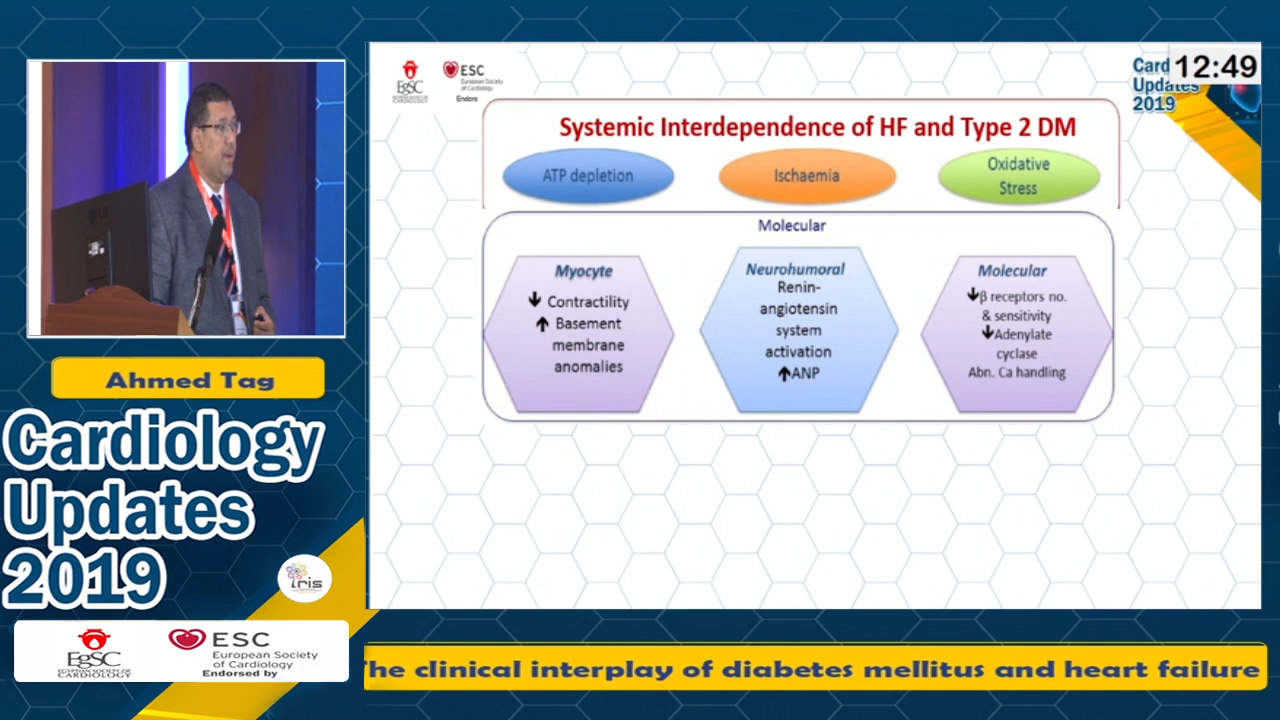 LG
Ahmed Tag
Cardiology
Updates
2019
iris
EgSC
EGYPTIAN SOCIETY OF
CARDIOLOGY
ESC
European Society
of Cardiology
Endorsed by
EgSC
ESC
European Society
of Cardiology
Endors
Card
Updates
2019
12:49
Systemic Interdependence of HF and Type 2 DM
ATP depletion
Ischaemia
Oxidative
Stress
Molecular
Myocyte
↓ Contractility
↑ Basement
membrane
anomalies
Neurohumoral
Renin-
angiotensin
system
activation
↑ANP
Molecular
↓β receptors no.
& sensitivity
↓Adenylate
cyclase
Abn. Ca handling
The clinical interplay of diabetes mellitus and heart failure